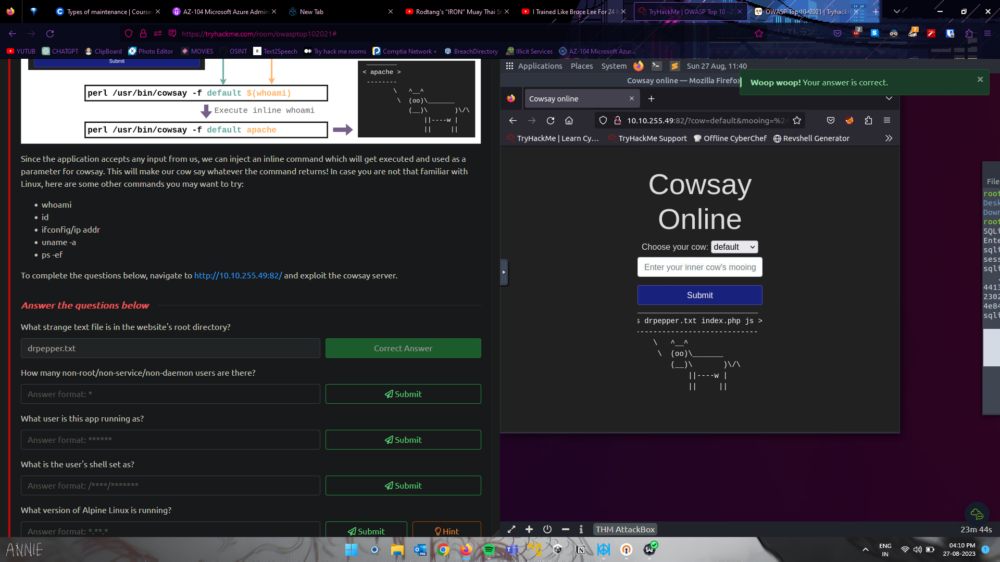 Types of maintenance | Courser
AZ-104 Microsoft Azure Admini
New Tab
Rodtang's "IRON" Muay Thai St
I Trained Like Bruce Lee For 24 h
TryHackMe | OWASP Top 10 - 2
OWASP Top 10-2021 | Tryhackm
https://tryhackme.com/room/owasptop102021#
2
7
YUTUB
CHATGPT
ClipBoard
Photo Editor
MOVIES
OSINT
Text2Speech
Try hack me rooms
Comptia Network +
BreachDirectory
Illicit Services
AZ-104 Microsoft Azur...
Submit
perl /usr/bin/cowsay -f default $(whoami)
Execute inline whoami
perl /usr/bin/cowsay -f default apache
________
< apache >
 --------
        \   ^__^
         \  (oo)\_______
            (__)\       )\/\
                ||----w |
                ||     ||
Since the application accepts any input from us, we can inject an inline command which will get executed and used as a
parameter for cowsay. This will make our cow say whatever the command returns! In case you are not that familiar with
Linux, here are some other commands you may want to try:
• whoami
• id
• ifconfig/ip addr
• uname -a
• ps -ef
To complete the questions below, navigate to http://10.10.255.49:82/ and exploit the cowsay server.
Answer the questions below
What strange text file is in the website's root directory?
drpepper.txt
Correct Answer
How many non-root/non-service/non-daemon users are there?
Answer format: *
Submit
What user is this app running as?
Answer format: ******
Submit
What is the user's shell set as?
Answer format: /****/*******
Submit
What version of Alpine Linux is running?
Answer format: *.**.*
Submit
Hint
Applications
Places
System
Sun 27 Aug, 11:40
Cowsay online — Mozilla Firefox
Woop woop! Your answer is correct.
Cowsay online
10.10.255.49:82/?cow=default&mooing=%24
TryHackMe | Learn Cy...
TryHackMe Support
Offline CyberChef
Revshell Generator
Cowsay
Online
Choose your cow: default
Enter your inner cow's mooing
Submit
s drpepper.txt index.php js >
---------------------------
    \   ^__^
     \  (oo)\_______
        (__)\       )\/\
            ||----w |
            ||     ||
File
root
Desk
Down
root
SQLi
Ente
sqli
sess
sqli
4413
2302
4e84
sqli
THM AttackBox
23m 44s
ANNIE
ENG
IN
04:10 PM
27-08-2023
1